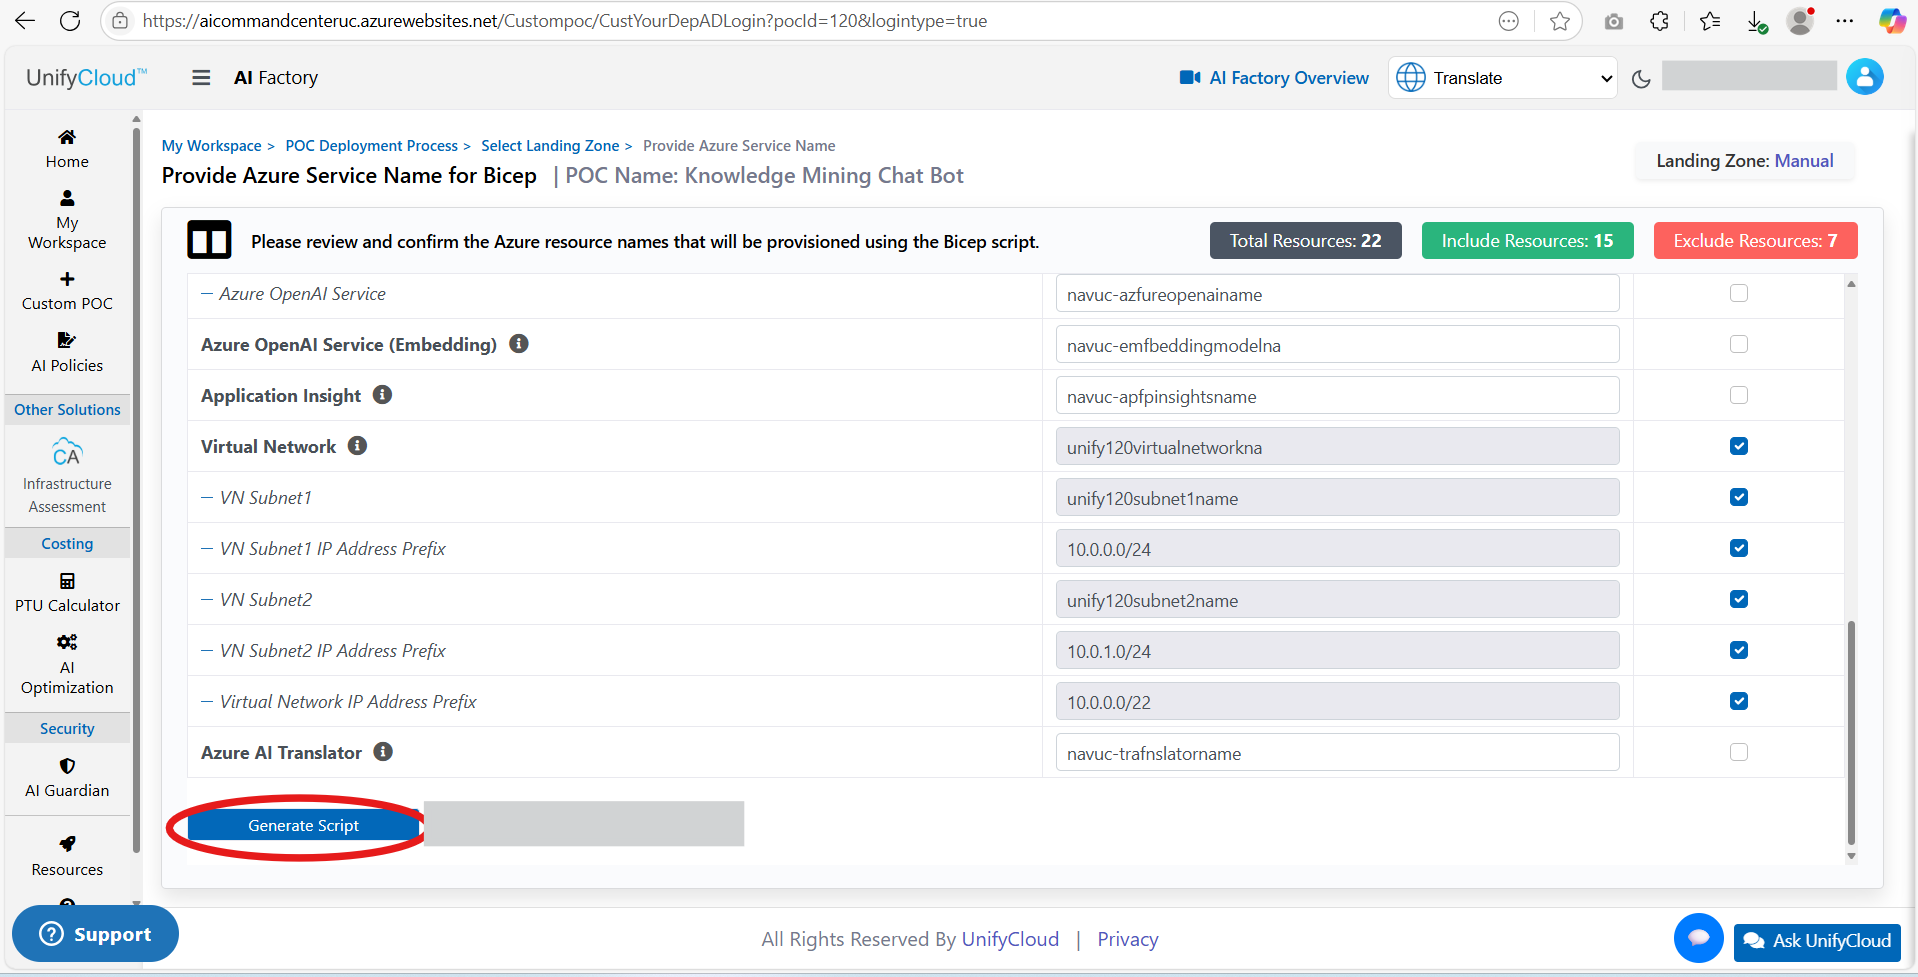 https://aicommandcenteruc.azurewebsites.net/Custompoc/CustYourDepADLogin?pocId=120&logintype=true
UnifyCloud™
AI Factory
AI Factory Overview
Translate
Home
My
Workspace
Custom POC
AI Policies
Other Solutions
CA
Infrastructure
Assessment
Costing
PTU Calculator
AI
Optimization
Security
AI Guardian
Resources
Support
My Workspace > POC Deployment Process > Select Landing Zone > Provide Azure Service Name
Provide Azure Service Name for Bicep | POC Name: Knowledge Mining Chat Bot
Landing Zone: Manual
Please review and confirm the Azure resource names that will be provisioned using the Bicep script.
Total Resources: 22
Include Resources: 15
Exclude Resources: 7
— Azure OpenAI Service navuc-azfureopenainame
Azure OpenAI Service (Embedding) navuc-emfbeddingmodelna
Application Insight navuc-apfpinsightsname
Virtual Network unify120virtualnetworkna
— VN Subnet1 unify120subnet1name
— VN Subnet1 IP Address Prefix 10.0.0.0/24
— VN Subnet2 unify120subnet2name
— VN Subnet2 IP Address Prefix 10.0.1.0/24
— Virtual Network IP Address Prefix 10.0.0.0/22
Azure AI Translator navuc-trafnslatorname
Generate Script
All Rights Reserved By UnifyCloud | Privacy
Ask UnifyCloud